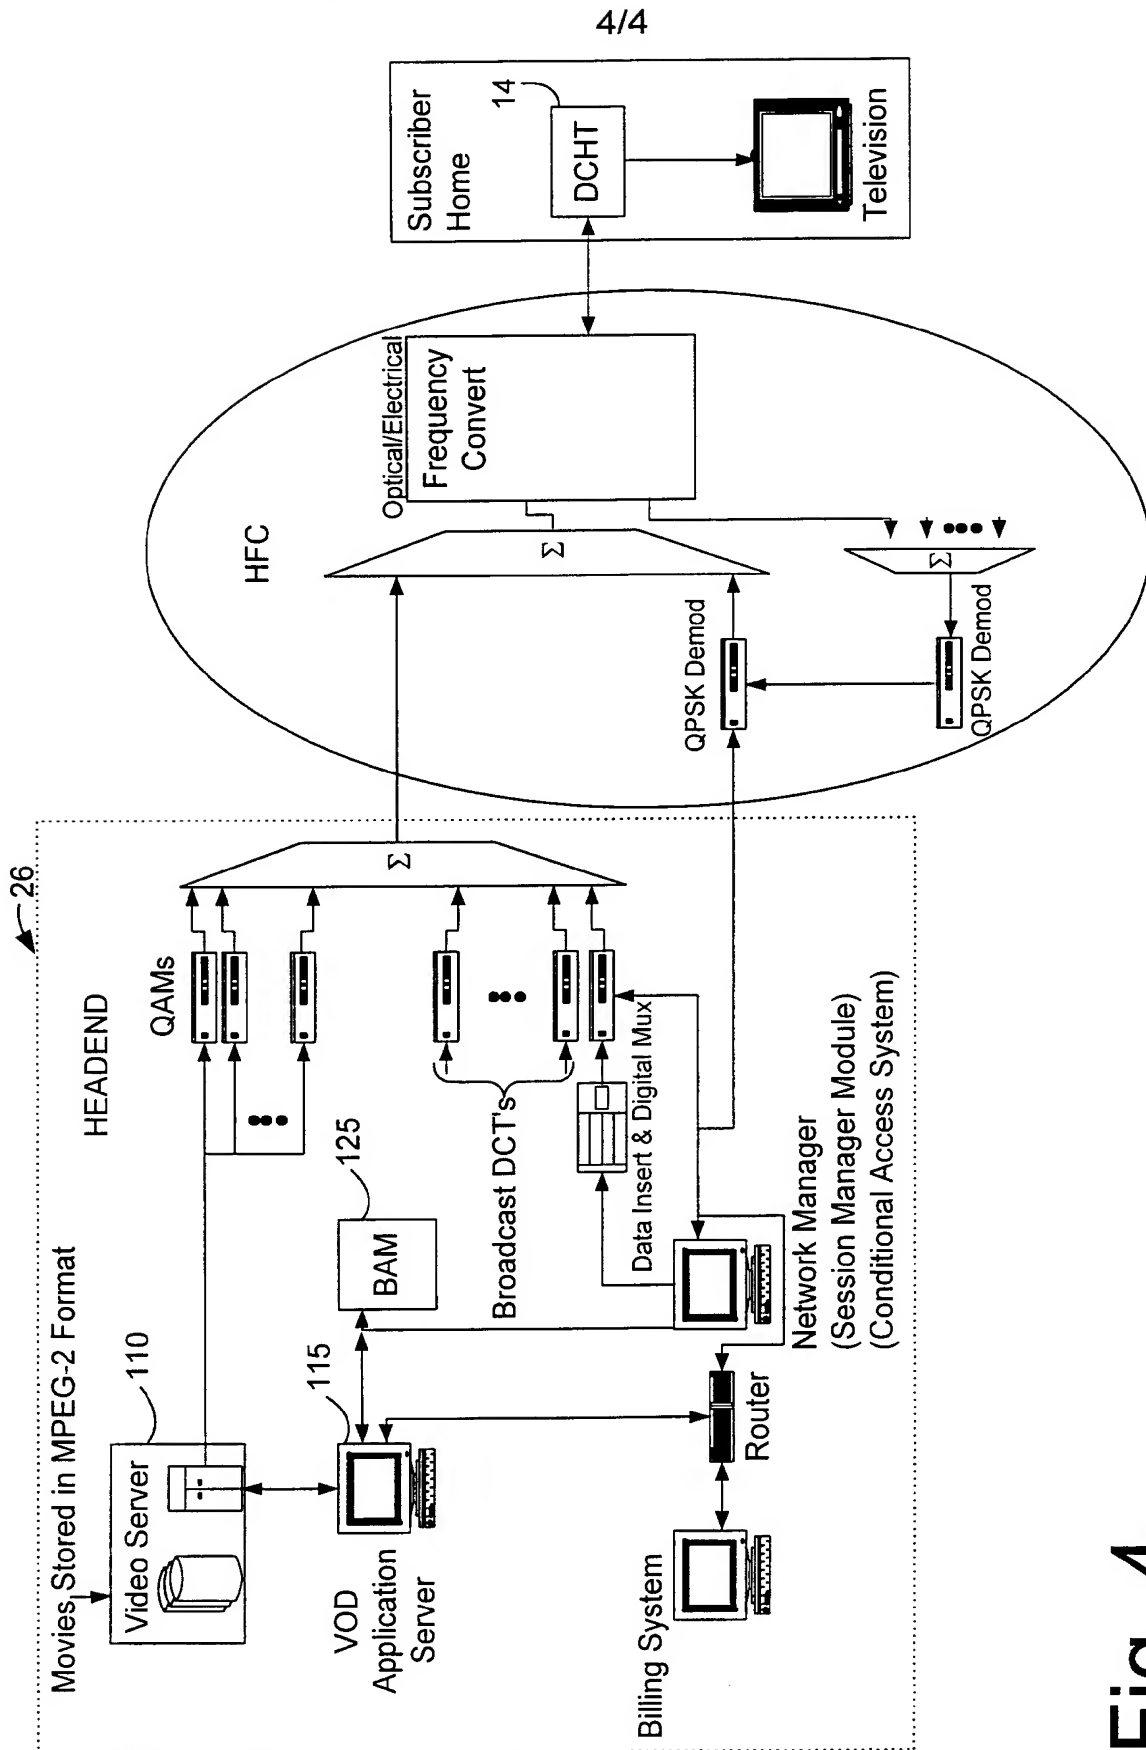 4/4
26
HEADEND
Movies Stored in MPEG-2 Format
110
Video Server
QAMs
Σ
HFC
Optical/Electrical
Frequency
Convert
Σ
Subscriber
Home
14
DCHT
Television
115
VOD
Application
Server
125
BAM
Broadcast DCT's
Data Insert & Digital Mux
QPSK Demod
Σ
QPSK Demod
Billing System
Router
Network Manager
(Session Manager Module)
(Conditional Access System)
Fig. 4